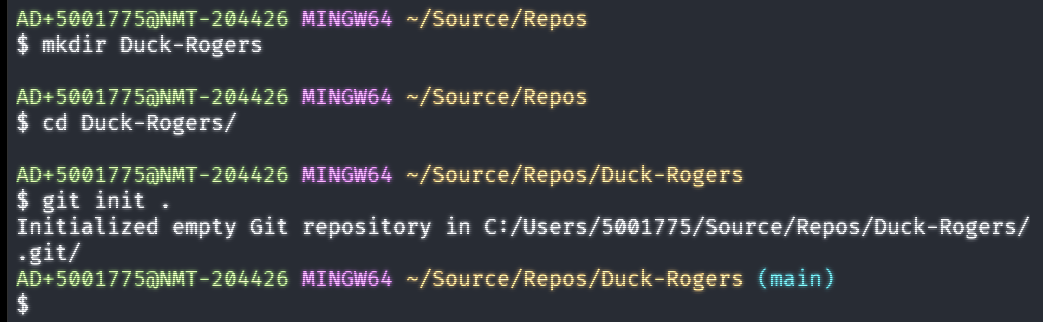 AD+5001775@NMT-204426 MINGW64 ~/Source/Repos
$ mkdir Duck-Rogers
AD+5001775@NMT-204426 MINGW64 ~/Source/Repos
$ cd Duck-Rogers/
AD+5001775@NMT-204426 MINGW64 ~/Source/Repos/Duck-Rogers
$ git init .
Initialized empty Git repository in C:/Users/5001775/Source/Repos/Duck-Rogers/
.git/
AD+5001775@NMT-204426 MINGW64 ~/Source/Repos/Duck-Rogers (main)
$